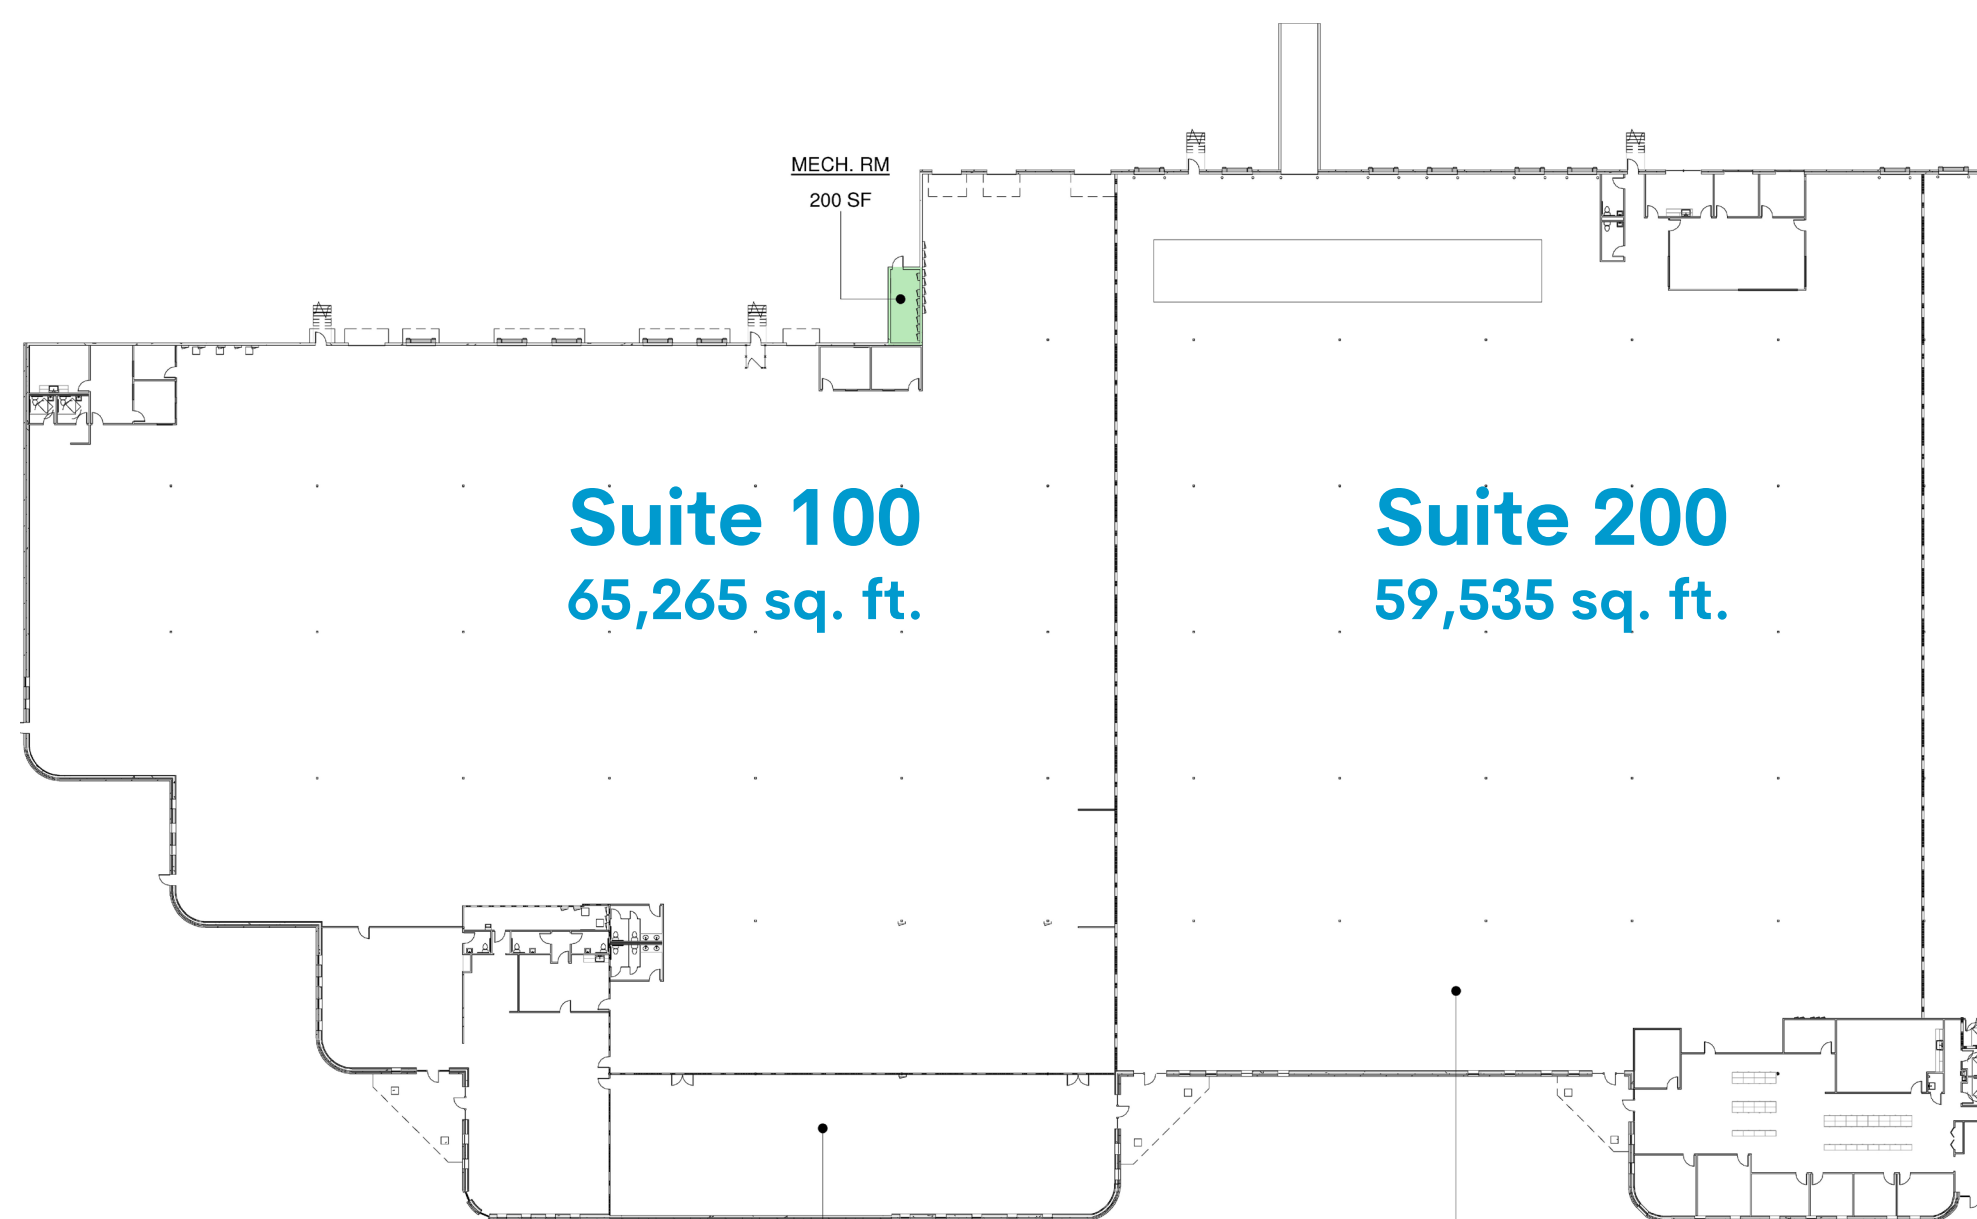 MECH. RM
200 SF
Suite 100
65,265 sq. ft.
Suite 200
59,535 sq. ft.